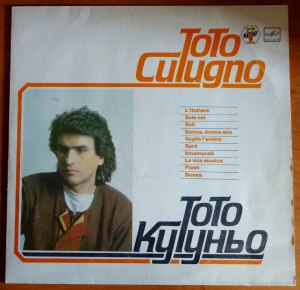 TOTO
CUTUGNO
L'Italiano
Solo noi
Soli
Donna, donna mia
Voglio l'anima
Sarà
Innamorati
La mia musica
Flash
Donna
ТОТО
КУТУНЬО